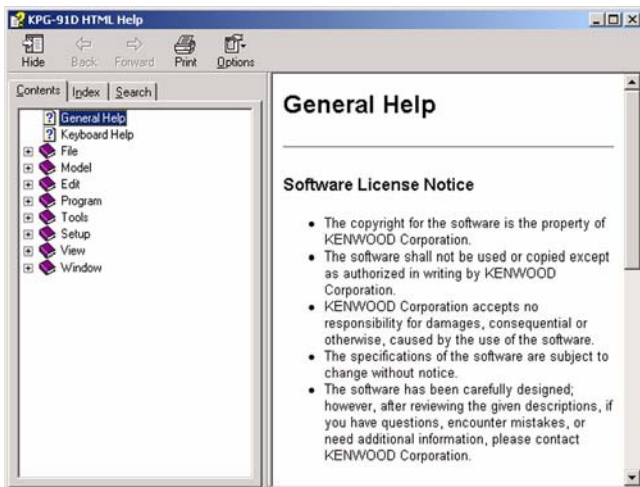 KPG-91D HTML Help
Hide Back Forward Print Options
Contents Index Search
General Help
Keyboard Help
File
Model
Edit
Program
Tools
Setup
View
Window
General Help
Software License Notice
• The copyright for the software is the property of
KENWOOD Corporation.
• The software shall not be used or copied except
as authorized in writing by KENWOOD
Corporation.
• KENWOOD Corporation accepts no
responsibility for damages, consequential or
otherwise, caused by the use of the software.
• The specifications of the software are subject to
change without notice.
• The software has been carefully designed;
however, after reviewing the given descriptions, if
you have questions, encounter mistakes, or
need additional information, please contact
KENWOOD Corporation.